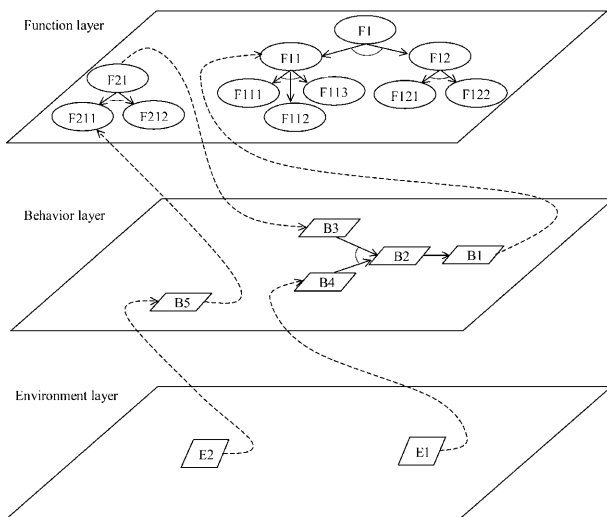 Function layer
F1
F11
F12
F21
F111
F113
F121
F122
F211
F212
F112
Behavior layer
B3
B2
B1
B4
B5
Environment layer
E2
E1